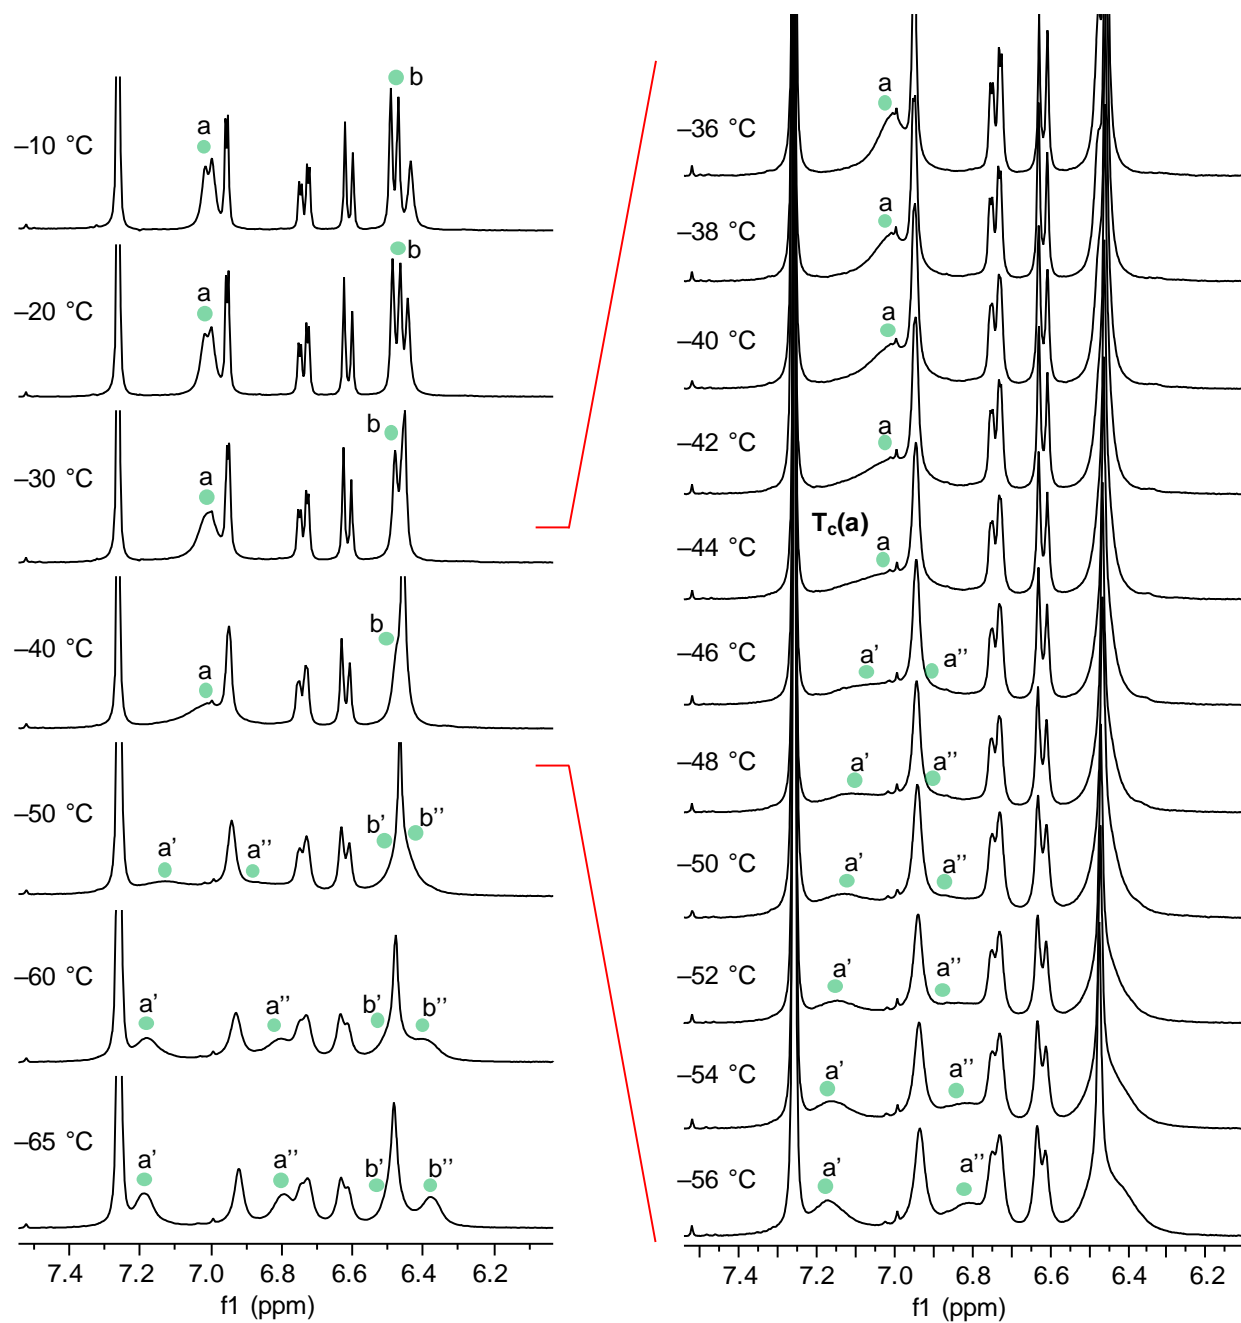 b
a
–10 °C
b
a
–20 °C
b
a
–30 °C
b
a
–40 °C
b' b''
a' a''
–50 °C
a' a'' b' b''
–60 °C
a' a'' b' b''
–65 °C
7.4 7.2 7.0 6.8 6.6 6.4 6.2
f1 (ppm)
a
–36 °C
a
–38 °C
a
–40 °C
a
–42 °C
Tc(a)
a
–44 °C
a' a''
–46 °C
a' a''
–48 °C
a' a''
–50 °C
a' a''
–52 °C
a' a''
–54 °C
a' a''
–56 °C
7.4 7.2 7.0 6.8 6.6 6.4 6.2
f1 (ppm)